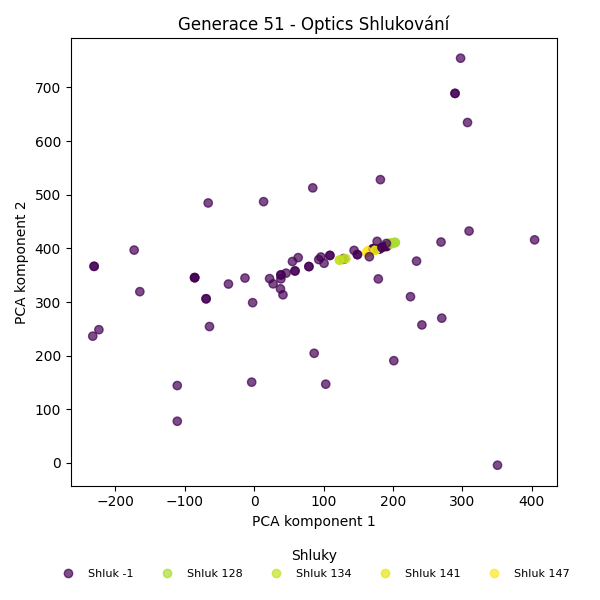 Generace 51 - Optics Shlukování
PCA komponent 2
700
600
500
400
300
200
100
0
−200 −100 0 100 200 300 400
PCA komponent 1
Shluky
Shluk -1 Shluk 128 Shluk 134 Shluk 141 Shluk 147